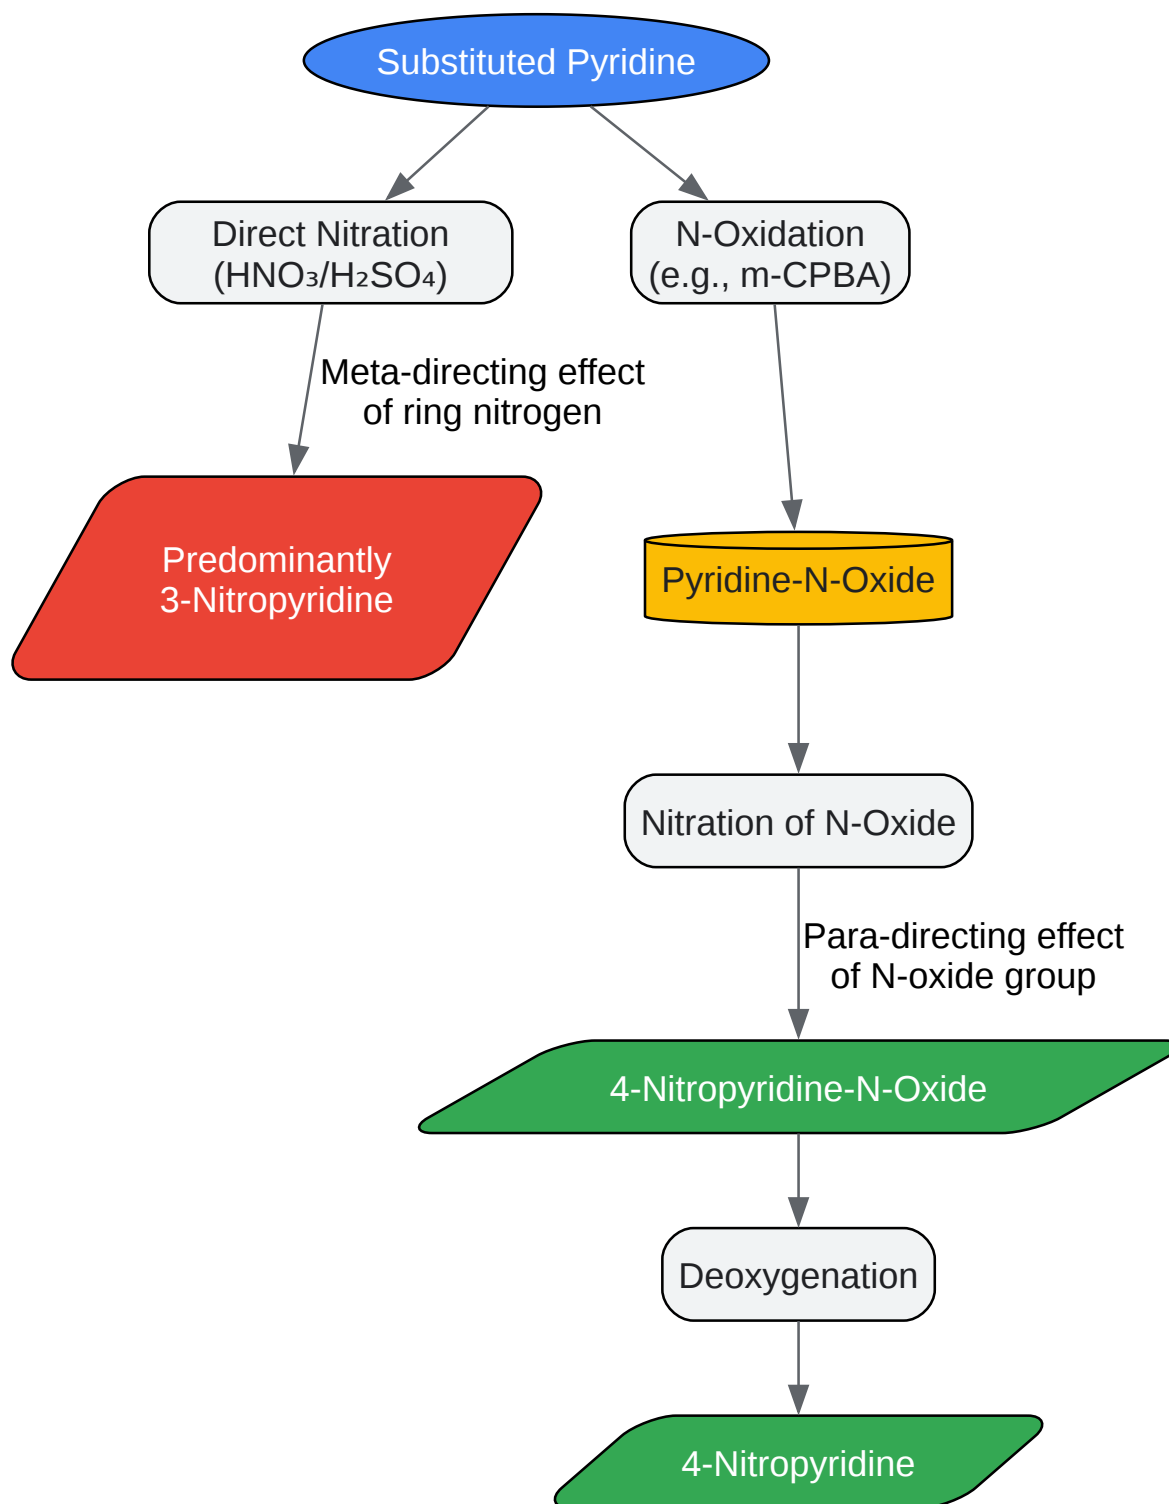 Substituted Pyridine
Direct Nitration
(HNO₃/H₂SO₄)
N-Oxidation
(e.g., m-CPBA)
Meta-directing effect
of ring nitrogen
Predominantly
3-Nitropyridine
Pyridine-N-Oxide
Nitration of N-Oxide
Para-directing effect
of N-oxide group
4-Nitropyridine-N-Oxide
Deoxygenation
4-Nitropyridine